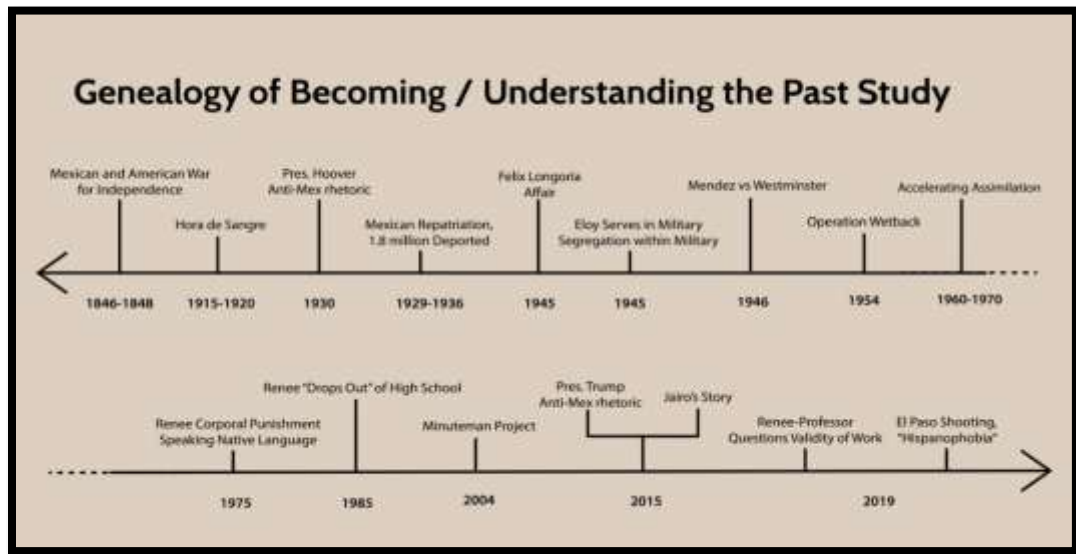 Genealogy of Becoming / Understanding the Past Study
Mexican and American War
for Independence
Hora de Sangre
Pres. Hoover
Anti-Mex rhetoric
Mexican Repatriation,
1.8 million Deported
Felix Longoria
Affair
Eloy Serves in Military
Segregation within Military
Mendez vs Westminster
Operation Wetback
Accelerating Assimilation
1846-1848
1915-1920
1930
1929-1936
1945
1945
1946
1954
1960-1970
Renee Corporal Punishment
Speaking Native Language
Renee "Drops Out" of High School
Minuteman Project
Pres. Trump
Anti-Mex rhetoric
Jairo's Story
Renee-Professor
Questions Validity of Work
El Paso Shooting,
"Hispanophobia"
1975
1985
2004
2015
2019